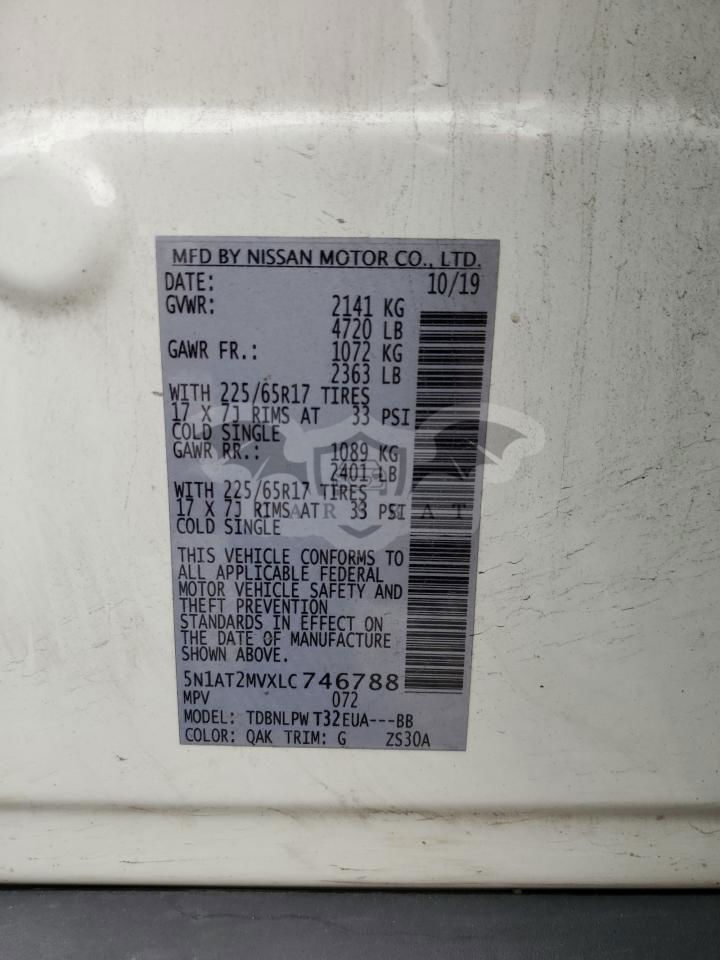 MFD BY NISSAN MOTOR CO., LTD.
DATE: 10/19
GVWR: 2141 KG
4720 LB
GAWR FR.: 1072 KG
2363 LB
WITH 225/65R17 TIRES
17 X 7J RIMS AT 33 PSI
COLD SINGLE
GAWR RR.: 1089 KG
2401 LB
WITH 225/65R17 TIRES
17 X 7J RIMS AT 33 PSI
COLD SINGLE
THIS VEHICLE CONFORMS TO
ALL APPLICABLE FEDERAL
MOTOR VEHICLE SAFETY AND
THEFT PREVENTION
STANDARDS IN EFFECT ON
THE DATE OF MANUFACTURE
SHOWN ABOVE.
5N1AT2MVXLC746788
MPV 072
MODEL: TDBNLPW T32EUA---BB
COLOR: QAK TRIM: G ZS30A